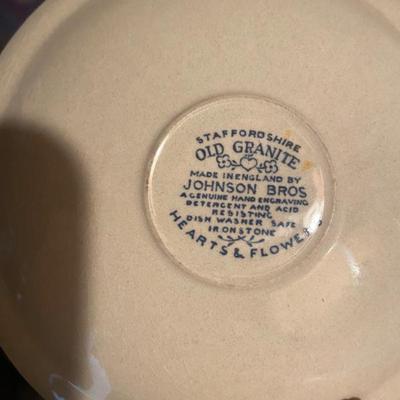 STAFFORDSHIRE
OLD GRANITE
MADE IN ENGLAND BY
JOHNSON BROS
A GENUINE HAND ENGRAVING
DETERGENT AND ACID
RESISTING
DISH WASHER SAFE
IRONSTONE
HEARTS & FLOWERS